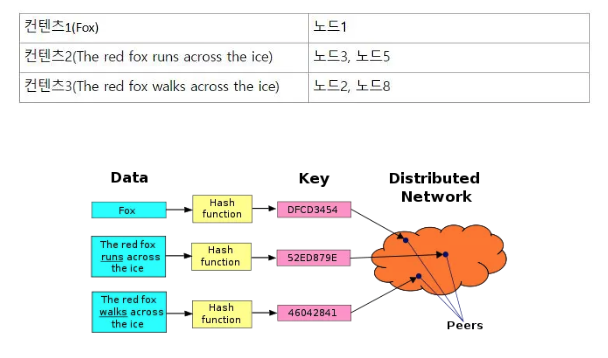 컨텐츠1(Fox) 노드1
컨텐츠2(The red fox runs across the ice) 노드3, 노드5
컨텐츠3(The red fox walks across the ice) 노드2, 노드8
Data
Key
Distributed
Network
Fox
Hash
function
DFCD3454
The red fox
runs across
the ice
Hash
function
52ED879E
The red fox
walks across
the ice
Hash
function
46042841
Peers